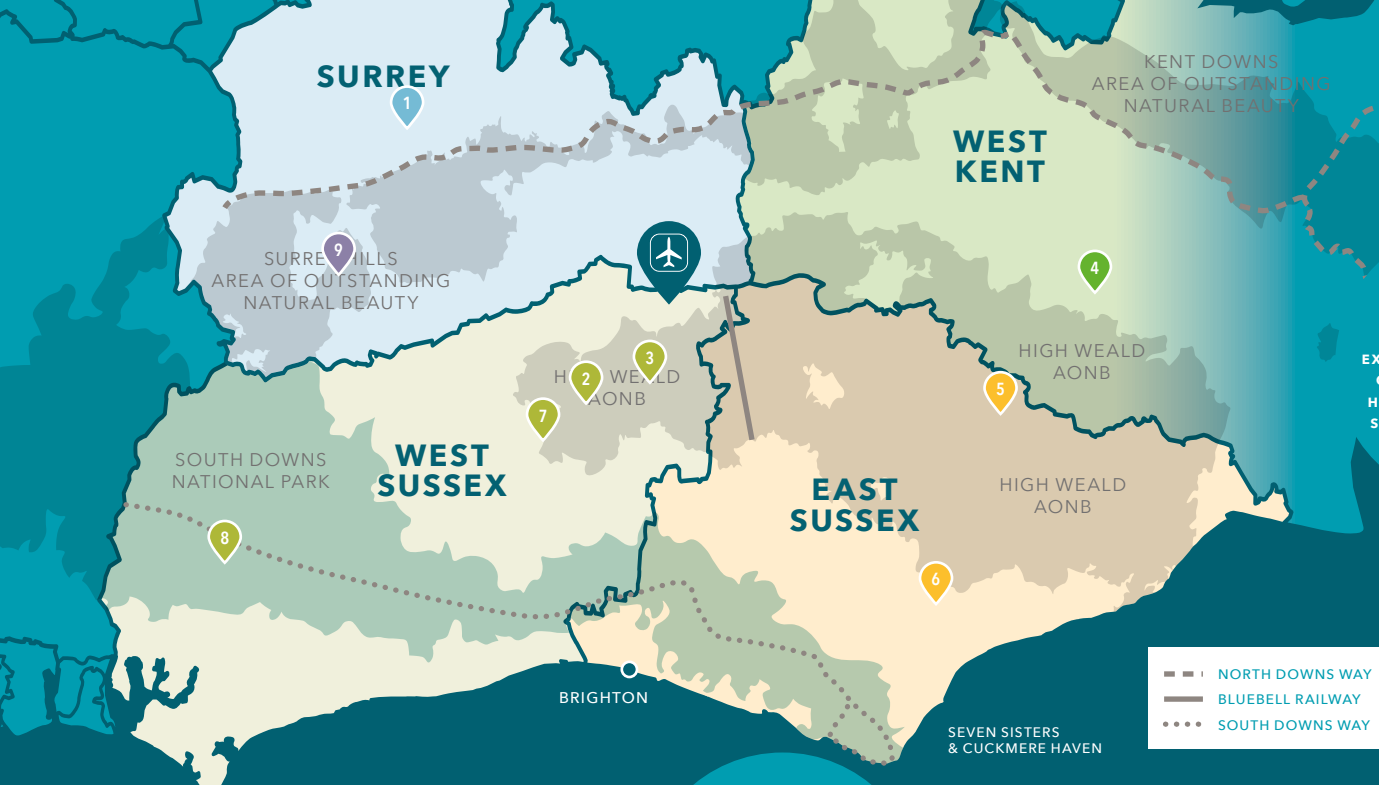 SURREY
1
KENT DOWNS
AREA OF OUTSTANDING
NATURAL BEAUTY
WEST
KENT
9
SURREY HILLS
AREA OF OUTSTANDING
NATURAL BEAUTY
4
3
2
HIGH WEALD
AONB
7
HIGH WEALD
AONB
5
EX
H
S
WEST
SUSSEX
SOUTH DOWNS
NATIONAL PARK
EAST
SUSSEX
HIGH WEALD
AONB
8
6
BRIGHTON
SEVEN SISTERS
& CUCKMERE HAVEN
NORTH DOWNS WAY
BLUEBELL RAILWAY
SOUTH DOWNS WAY